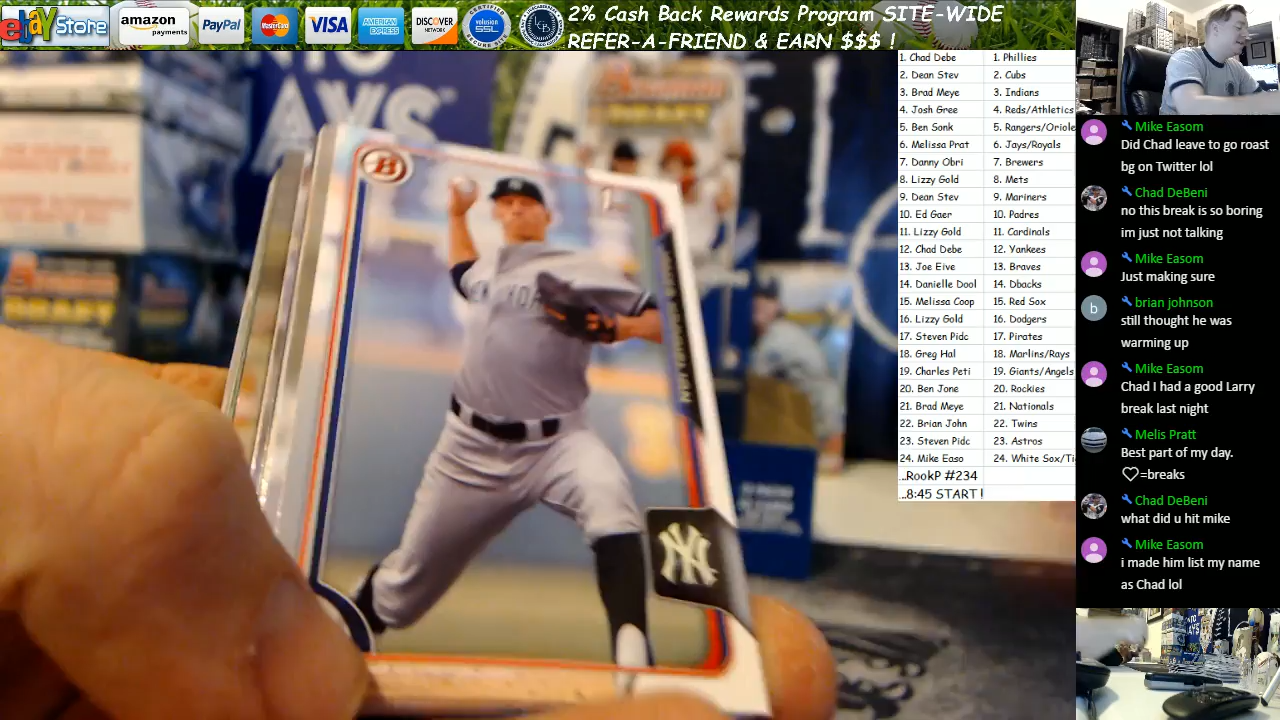 ebay Store
amazon
payments
PayPal
MasterCard
VISA
AMERICAN
EXPRESS
DISCOVER
NETWORK
CERTIFIED
volusion
SSL
2% Cash Back Rewards Program SITE-WIDE
REFER-A-FRIEND & EARN $$$ !
1. Chad Debe 1. Phillies
2. Dean Stev 2. Cubs
3. Brad Meye 3. Indians
4. Josh Gree 4. Reds/Athletics
5. Ben Sonk 5. Rangers/Oriole
6. Melissa Prat 6. Jays/Royals
7. Danny Obri 7. Brewers
8. Lizzy Gold 8. Mets
9. Dean Stev 9. Mariners
10. Ed Gaer 10. Padres
11. Lizzy Gold 11. Cardinals
12. Chad Debe 12. Yankees
13. Joe Eive 13. Braves
14. Danielle Dool 14. Dbacks
15. Melissa Coop 15. Red Sox
16. Lizzy Gold 16. Dodgers
17. Steven Pidc 17. Pirates
18. Greg Hal 18. Marlins/Rays
19. Charles Peti 19. Giants/Angels
20. Ben Jone 20. Rockies
21. Brad Meye 21. Nationals
22. Brian John 22. Twins
23. Steven Pidc 23. Astros
24. Mike Easo 24. White Sox/Ti
...RookP #234
...8:45 START!
Mike Easom
Did Chad leave to go roast
bg on Twitter lol
Chad DeBeni
no this break is so boring
im just not talking
Mike Easom
Just making sure
b
brian johnson
still thought he was
warming up
Mike Easom
Chad I had a good Larry
break last night
Melis Pratt
Best part of my day.
♡=breaks
Chad DeBeni
what did u hit mike
Mike Easom
i made him list my name
as Chad lol
AYS
B
1
NY